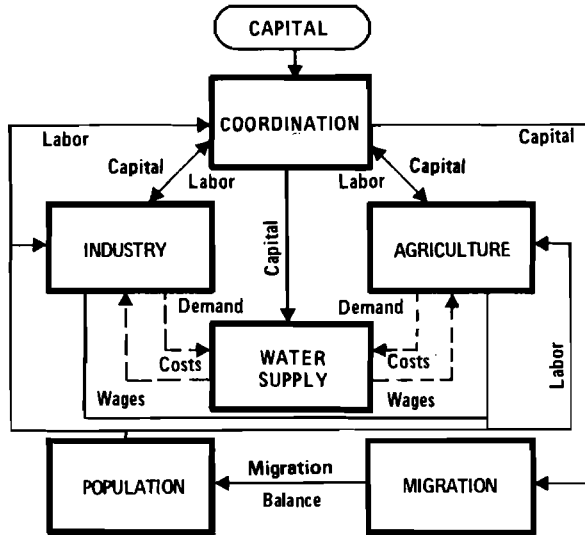 CAPITAL
COORDINATION
Labor
Capital
Capital
Labor
Labor
Capital
INDUSTRY
Capital
AGRICULTURE
Demand
Demand
WATER
SUPPLY
Costs
Costs
Wages
Wages
Labor
POPULATION
Migration
Balance
MIGRATION